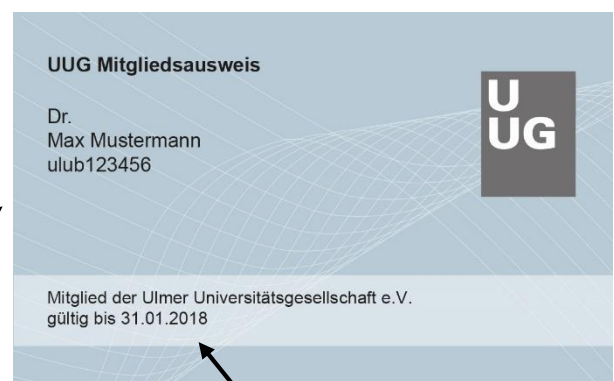 UUG Mitgliedsausweis
U
UG
Dr.
Max Mustermann
ulub123456
Mitglied der Ulmer Universitätsgesellschaft e.V.
gültig bis 31.01.2018